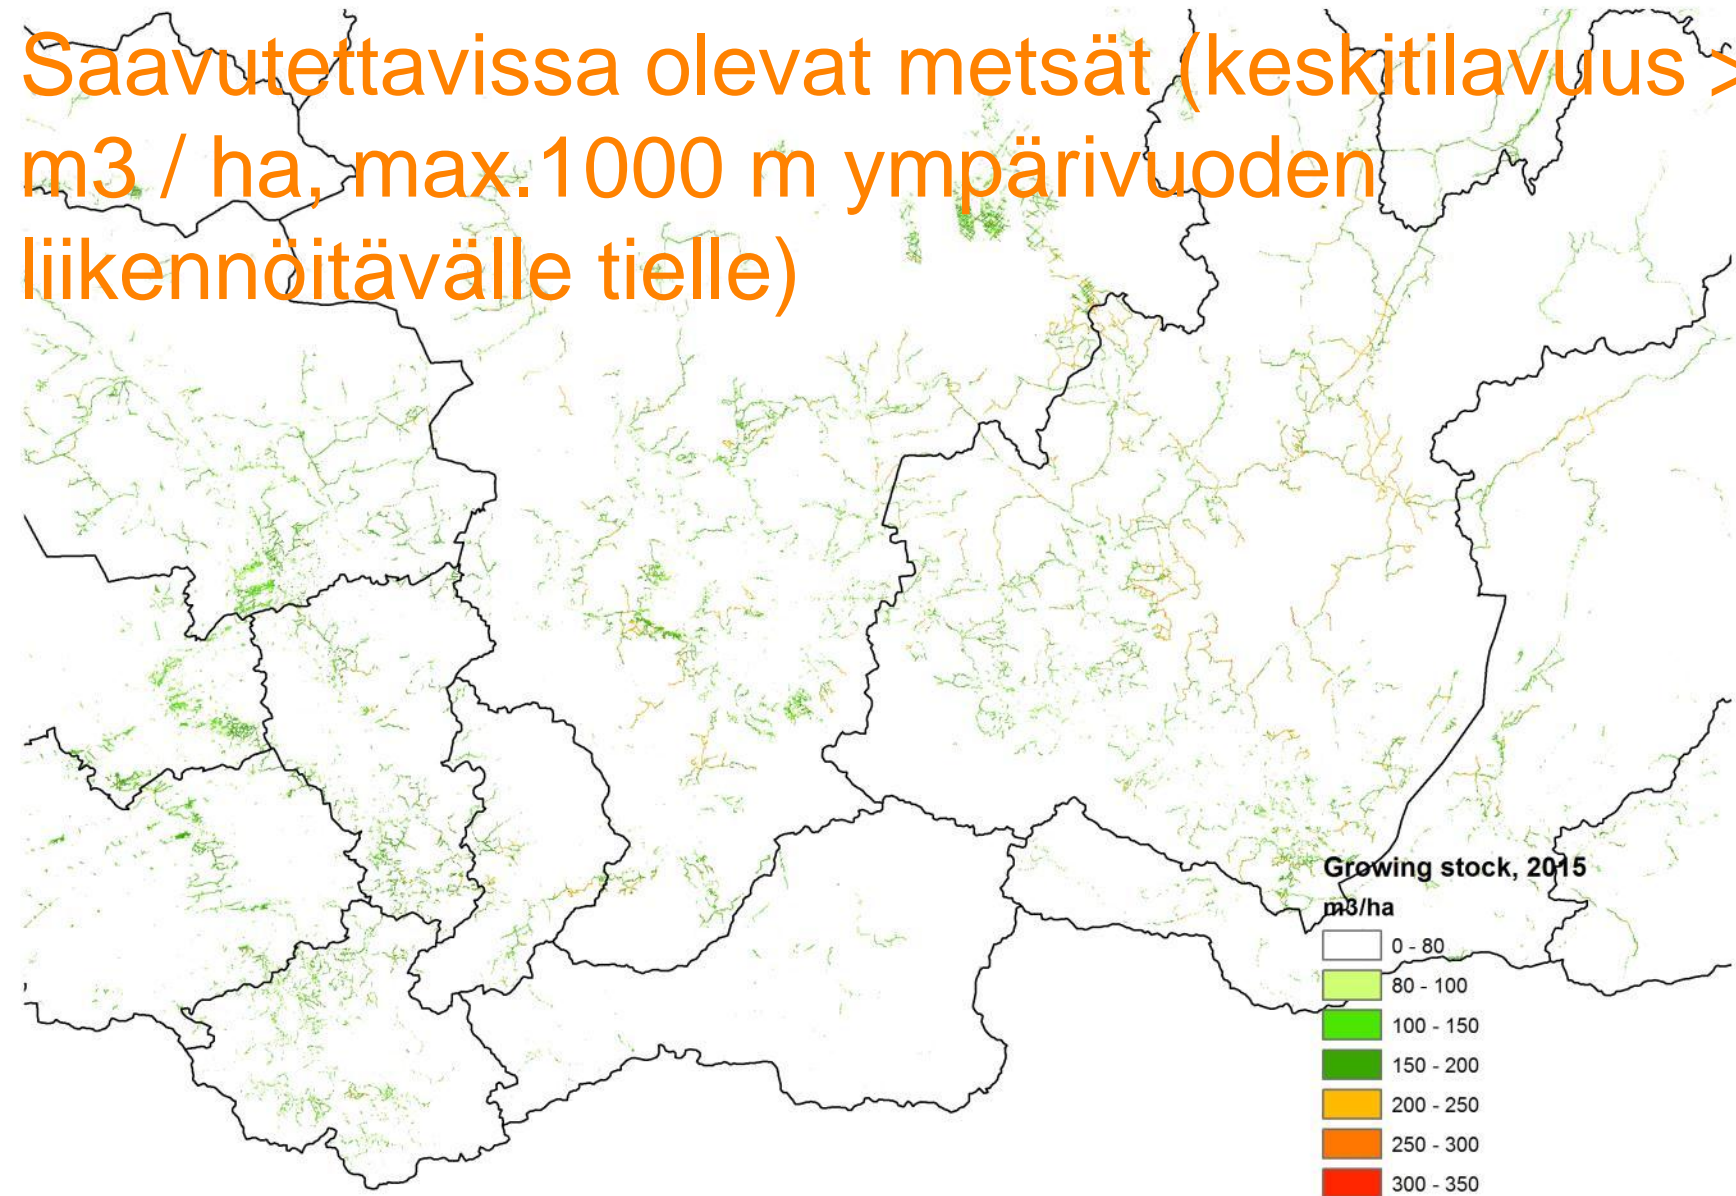 Saavutettavissa olevat metsät (keskitilavuus >
m3 / ha, max.1000 m ympärivuoden
liikennöitävälle tielle)
Growing stock, 2015
m3/ha
0 - 80
80 - 100
100 - 150
150 - 200
200 - 250
250 - 300
300 - 350